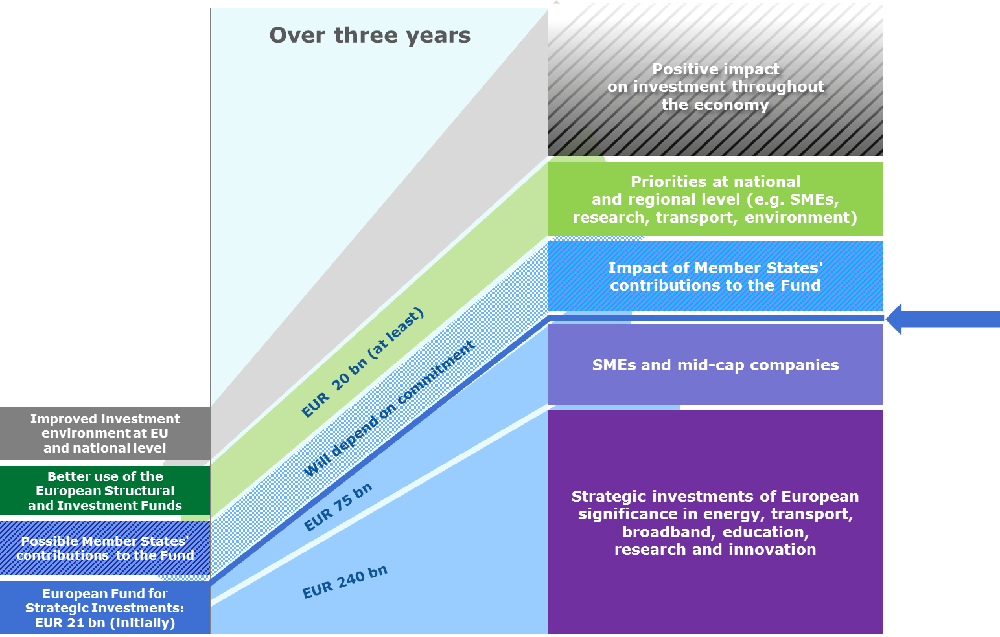 Over three years
Positive impact
on investment throughout
the economy
Priorities at national
and regional level (e.g. SMEs,
research, transport, environment)
Impact of Member States'
contributions to the Fund
SMEs and mid-cap companies
Strategic investments of European
significance in energy, transport,
broadband, education,
research and innovation
EUR 20 bn (at least)
Will depend on commitment
EUR 75 bn
EUR 240 bn
Improved investment
environment at EU
and national level
Better use of the
European Structural
and Investment Funds
Possible Member States'
contributions to the Fund
European Fund for
Strategic Investments:
EUR 21 bn (initially)